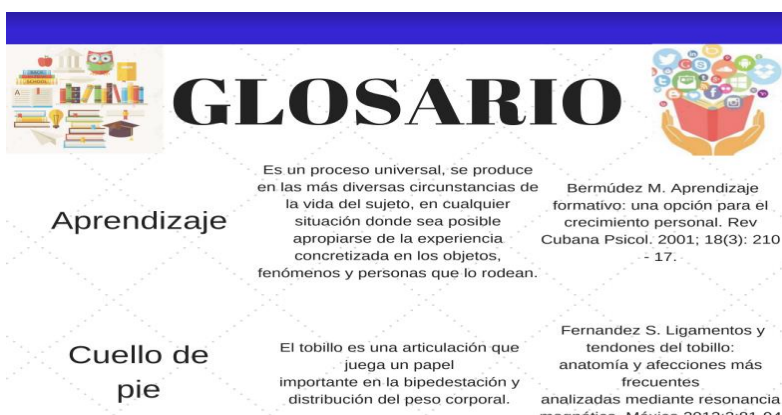 GLOSARIO
Aprendizaje
Es un proceso universal, se produce
en las más diversas circunstancias de
la vida del sujeto, en cualquier
situación donde sea posible
apropiarse de la experiencia
concretizada en los objetos,
fenómenos y personas que lo rodean.
Bermúdez M. Aprendizaje
formativo: una opción para el
crecimiento personal. Rev
Cubana Psicol. 2001; 18(3): 210
- 17.
Cuello de
pie
El tobillo es una articulación que
juega un papel
importante en la bipedestación y
distribución del peso corporal.
Fernandez S. Ligamentos y
tendones del tobillo:
anatomía y afecciones más
frecuentes
analizadas mediante resonancia